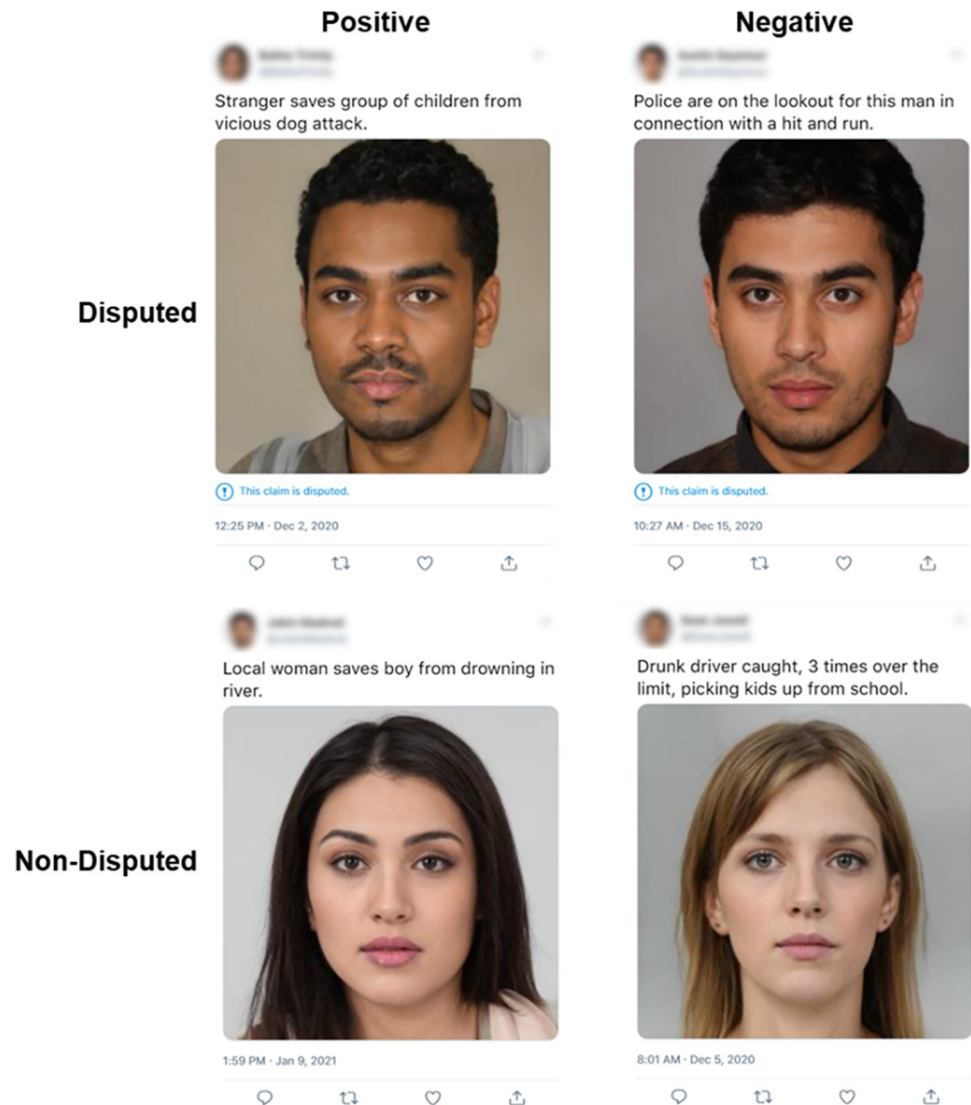 Positive
Negative
Stranger saves group of children from
vicious dog attack.
Police are on the lookout for this man in
connection with a hit and run.
Disputed
This claim is disputed.
12:25 PM · Dec 2, 2020
This claim is disputed.
10:27 AM · Dec 15, 2020
Local woman saves boy from drowning in
river.
Drunk driver caught, 3 times over the
limit, picking kids up from school.
Non-Disputed
1:59 PM · Jan 9, 2021
8:01 AM · Dec 5, 2020